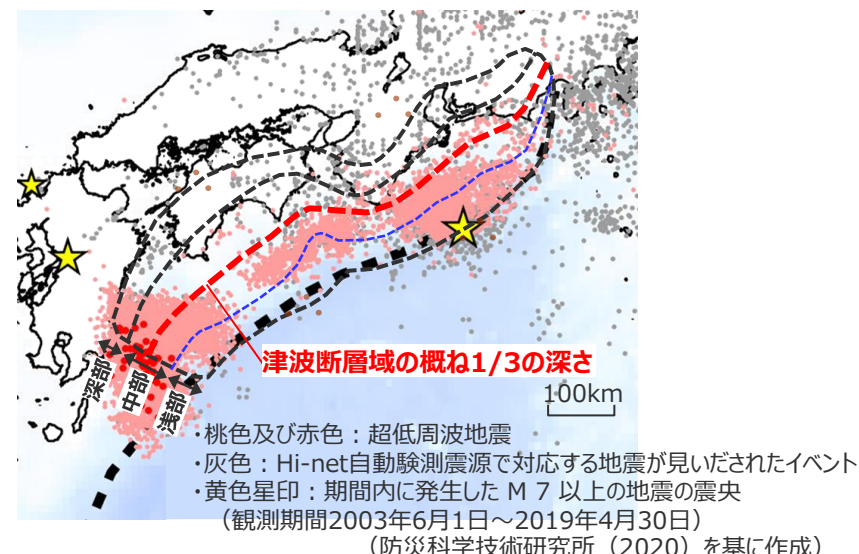 津波断層域の概ね1/3の深さ
深部
中部
浅部
100km
・桃色及び赤色：超低周波地震
・灰色：Hi-net自動験測震源で対応する地震が見いだされたイベント
・黄色星印：期間内に発生したＭ７以上の地震の震央
（観測期間2003年6月1日～2019年4月30日）
（防災科学技術研究所（2020）を基に作成）